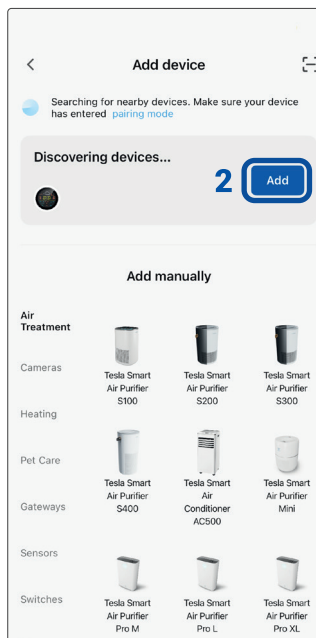 Add device
Searching for nearby devices. Make sure your device
has entered pairing mode
Discovering devices...
2
Add
Add manually
Air
Treatment
Cameras
Heating
Pet Care
Gateways
Sensors
Switches
Tesla Smart
Air Purifier
S100
Tesla Smart
Air Purifier
S200
Tesla Smart
Air Purifier
S300
Tesla Smart
Air Purifier
S400
Tesla Smart
Air
Conditioner
AC500
Tesla Smart
Air Purifier
Mini
Tesla Smart
Air Purifier
Pro M
Tesla Smart
Air Purifier
Pro L
Tesla Smart
Air Purifier
Pro XL